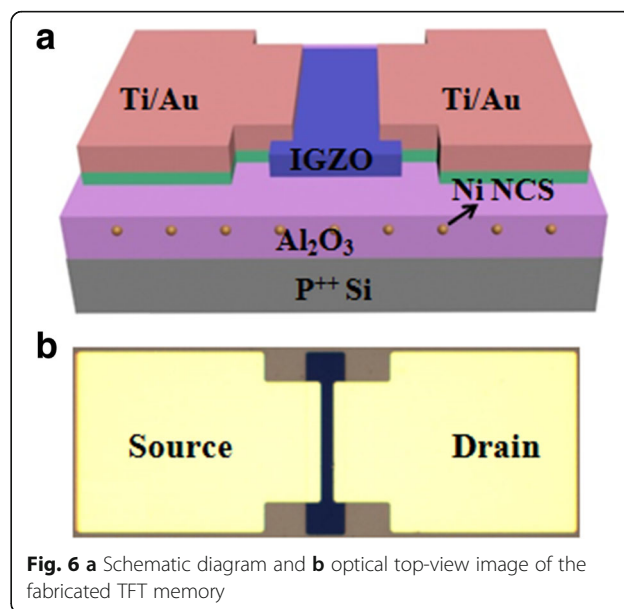 a
Ti/Au
Ti/Au
IGZO
Ni NCS
Al₂O₃
P⁺⁺ Si
b
Source
Drain
Fig. 6 a Schematic diagram and b optical top-view image of the
fabricated TFT memory